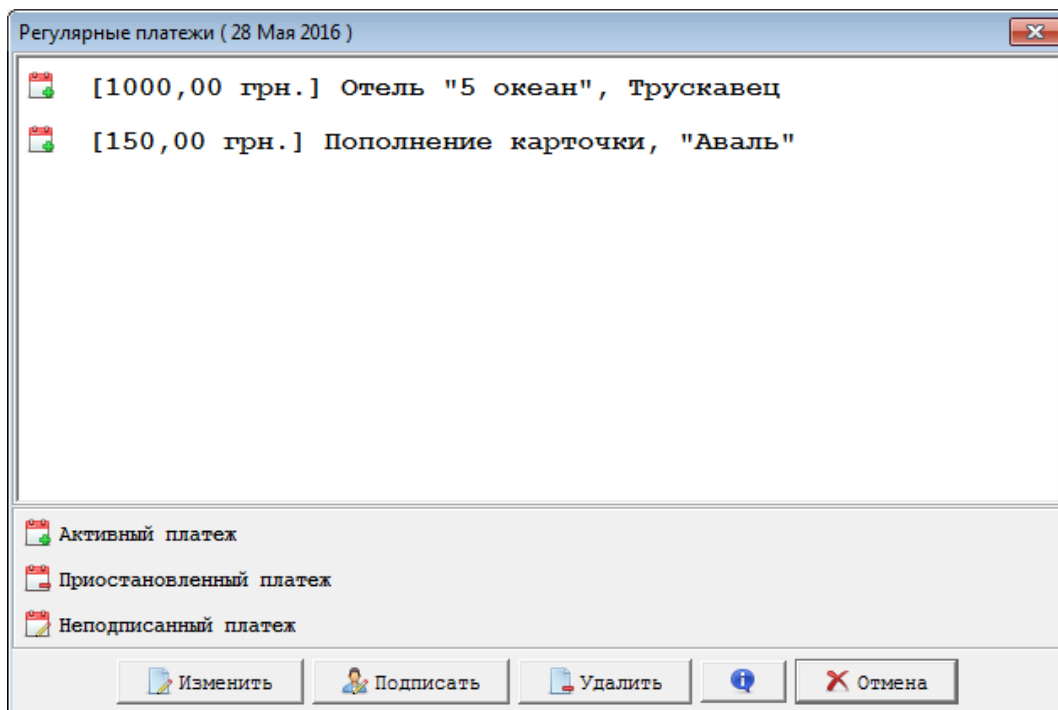 Регулярные платежи ( 28 Мая 2016 )
[1000,00 грн.] Отель "5 океан", Трускавец
[150,00 грн.] Пополнение карточки, "Аваль"
Активный платеж
Приостановленный платеж
Неподписанный платеж
Изменить Подписать Удалить Отмена